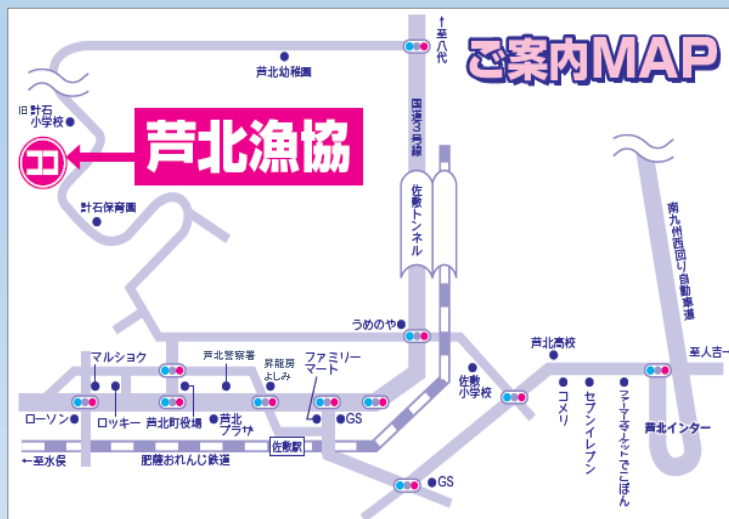 ご案内MAP
↑至八代
芦北幼稚園
国道3号線
旧計石
小学校
ココ
芦北漁協
計石保育園
佐敷トンネル
南九州西回り自動車道
うめのや
芦北高校
至人吉→
マルショク
芦北警察署
昇龍房
よしみ
ファミリー
マート
佐敷
小学校
コメリ
セブンイレブン
ファーマーズマーケットでこぽん
芦北インター
ローソン
ロッキー
芦北町役場
芦北
プラザ
GS
佐敷駅
←至水俣
肥薩おれんじ鉄道
GS